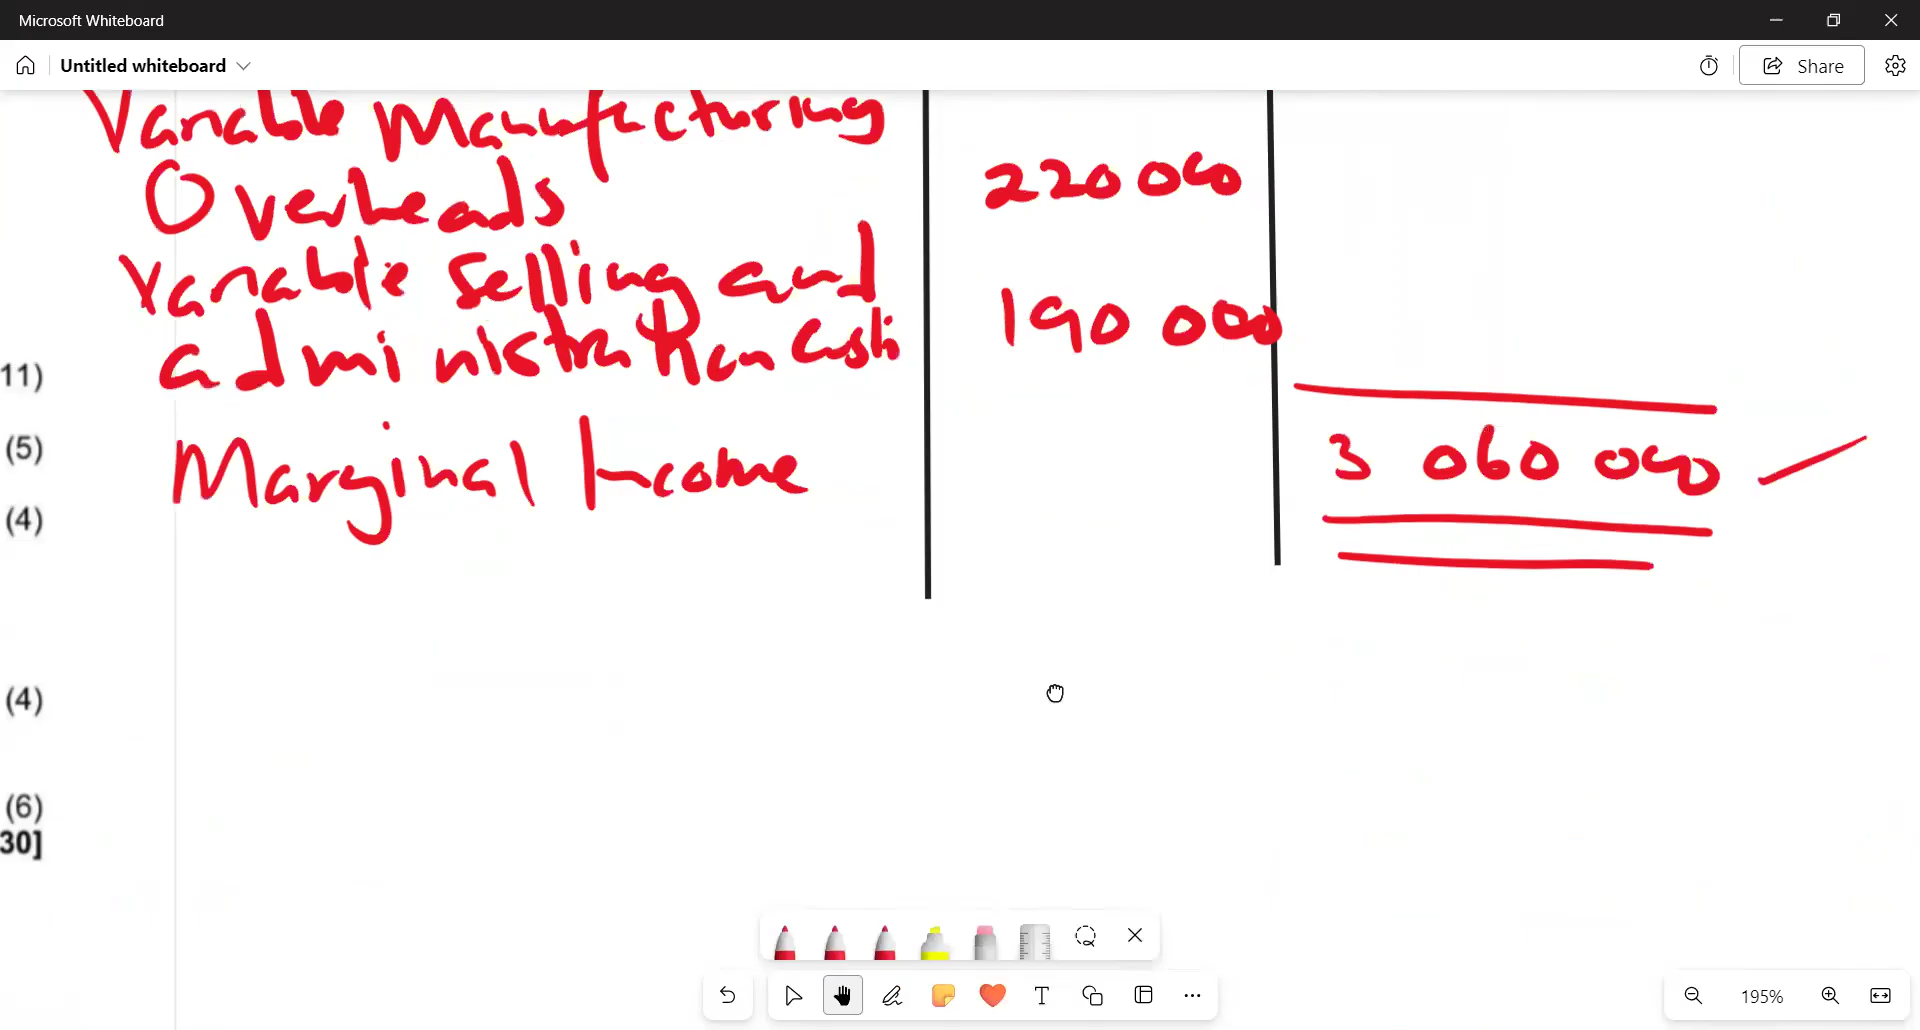 Microsoft Whiteboard
Untitled whiteboard
Share
Variable Manufacturing
Overheads
220 000
Variable Selling and
administration Costs
190 000
11)
Marginal Income
3 060 000
(5)
(4)
(4)
(6)
30]
195%